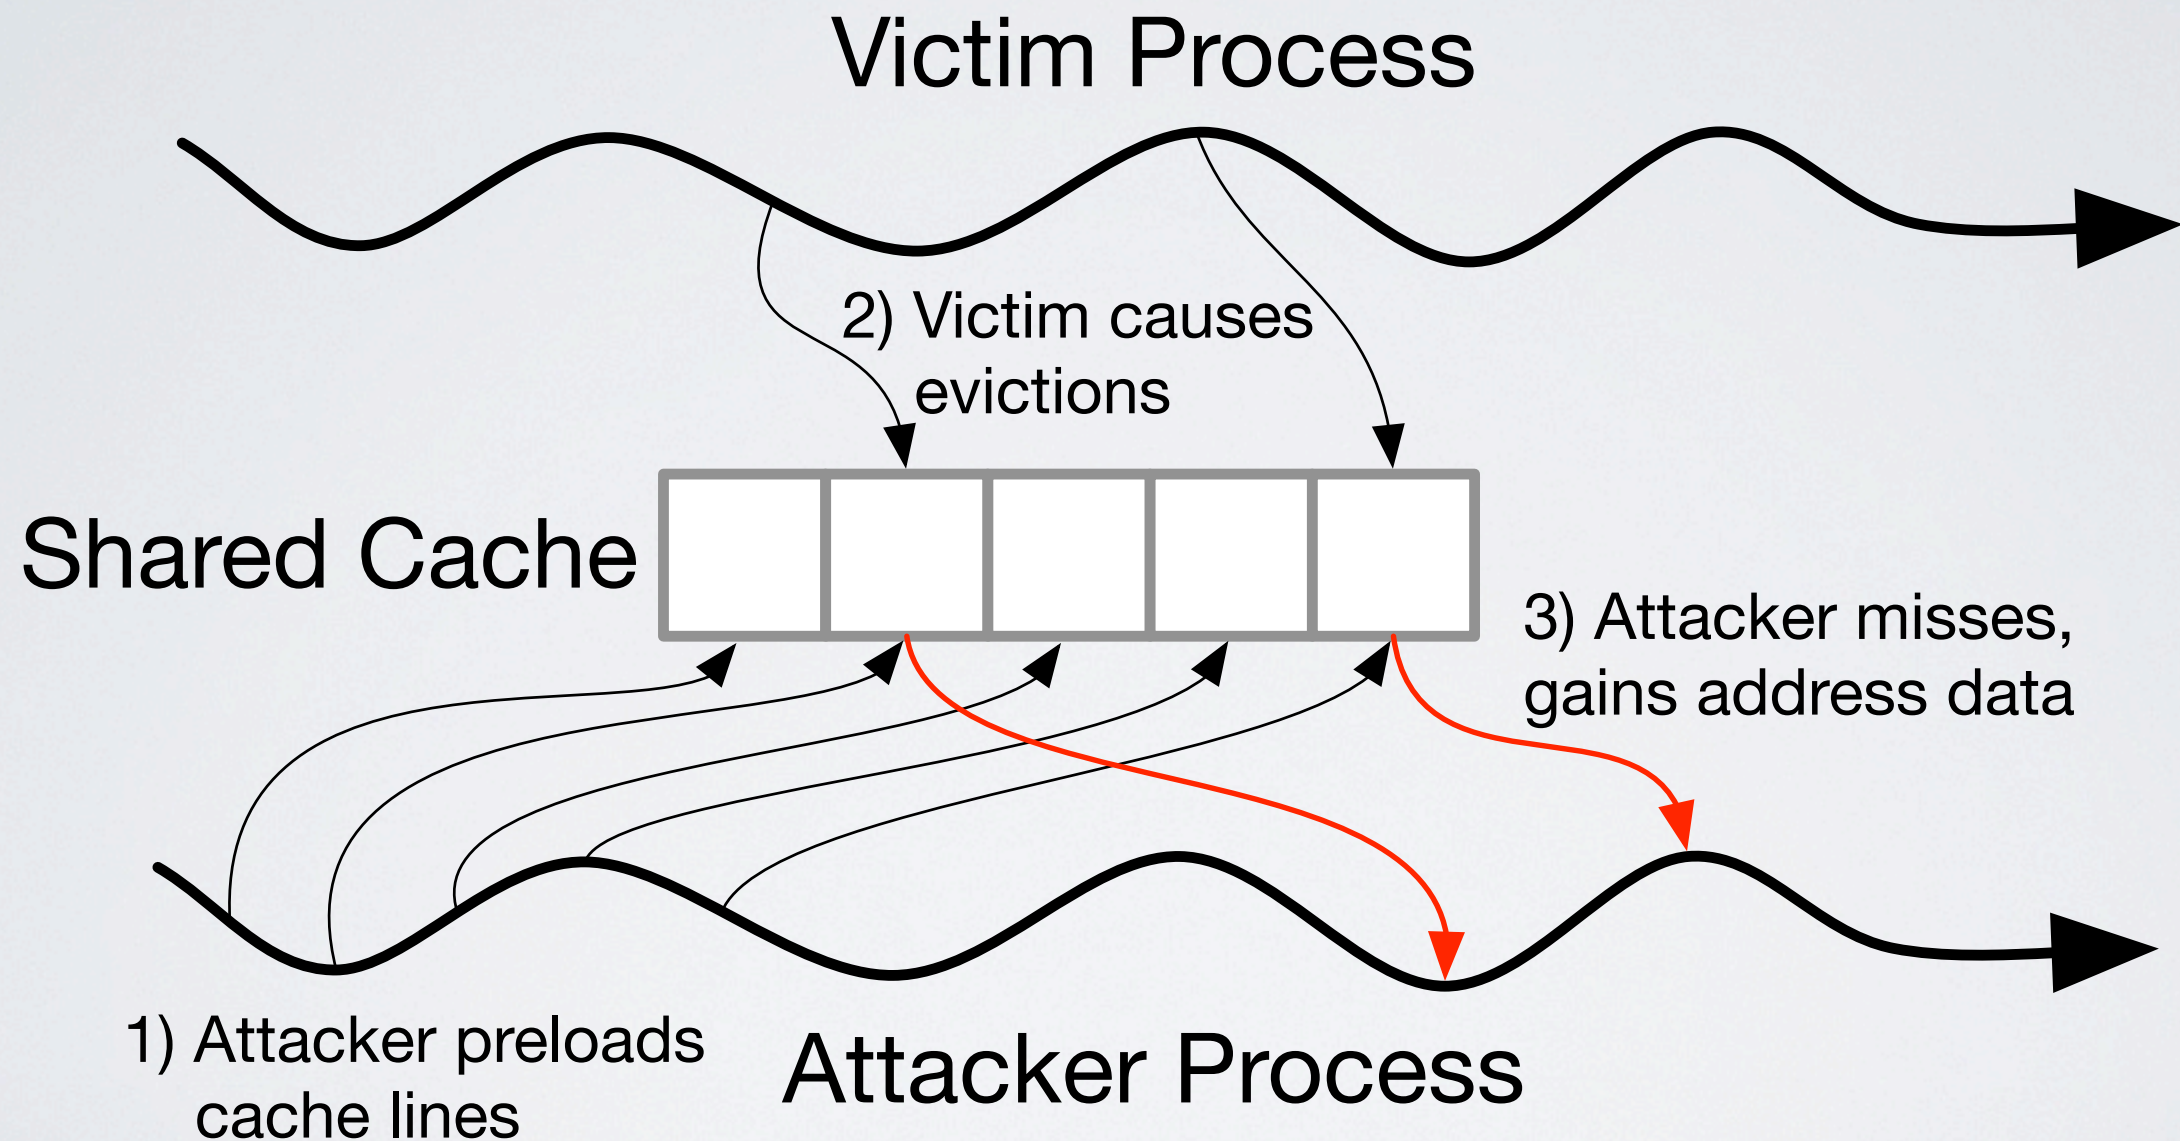 Victim Process
2) Victim causes
evictions
Shared Cache
3) Attacker misses,
gains address data
1) Attacker preloads
cache lines
Attacker Process